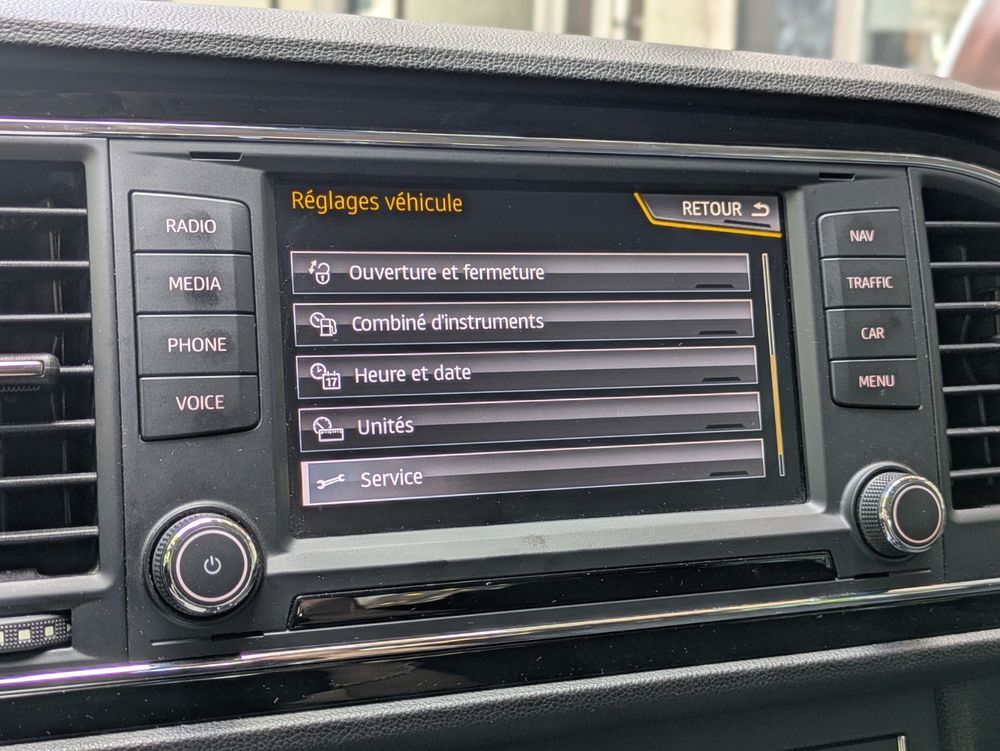 Réglages véhicule
RETOUR
RADIO
MEDIA
PHONE
VOICE
Ouverture et fermeture
Combiné d'instruments
17
Heure et date
Unités
Service
NAV
TRAFFIC
CAR
MENU